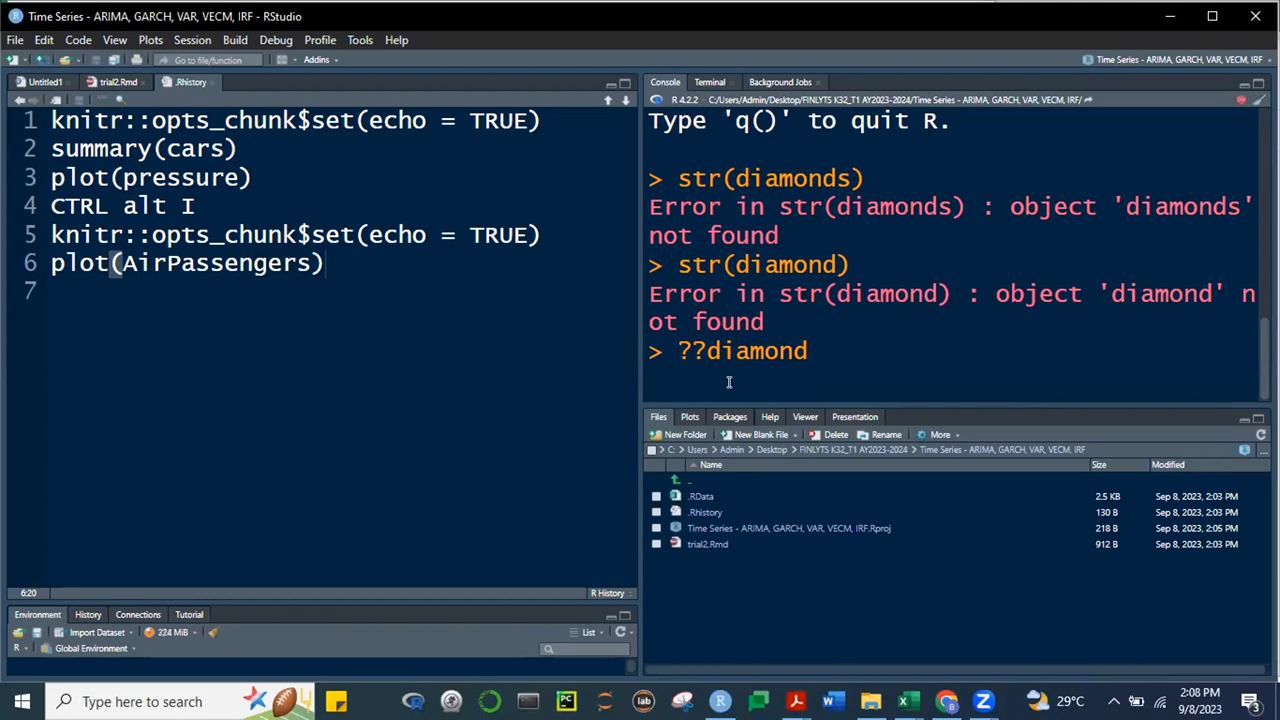 Time Series - ARIMA, GARCH, VAR, VECM, IRF - RStudio
File Edit Code View Plots Session Build Debug Profile Tools Help
Go to file/function Addins Time Series - ARIMA, GARCH, VAR, VECM, IRF
Untitled1 trial2.Rmd .Rhistory
1 knitr::opts_chunk$set(echo = TRUE)
2 summary(cars)
3 plot(pressure)
4 CTRL alt I
5 knitr::opts_chunk$set(echo = TRUE)
6 plot(AirPassengers)
7
6:20 R History
Environment History Connections Tutorial
Import Dataset 224 MiB List
R Global Environment
Console Terminal Background Jobs
R 4.2.2 C:/Users/Admin/Desktop/FINLYTS K32_T1 AY2023-2024/Time Series - ARIMA, GARCH, VAR, VECM, IRF/
Type 'q()' to quit R.
> str(diamonds)
Error in str(diamonds) : object 'diamonds'
not found
> str(diamond)
Error in str(diamond) : object 'diamond' n
ot found
> ??diamond
Files Plots Packages Help Viewer Presentation
New Folder New Blank File Delete Rename More
C: Users Admin Desktop FINLYTS K32_T1 AY2023-2024 Time Series - ARIMA, GARCH, VAR, VECM, IRF
Name Size Modified
..
.RData 2.5 KB Sep 8, 2023, 2:03 PM
.Rhistory 130 B Sep 8, 2023, 2:03 PM
Time Series - ARIMA, GARCH, VAR, VECM, IRF.Rproj 218 B Sep 8, 2023, 2:05 PM
trial2.Rmd 912 B Sep 8, 2023, 2:03 PM
Type here to search
PC
lab
29°C
2:08 PM
9/8/2023
3